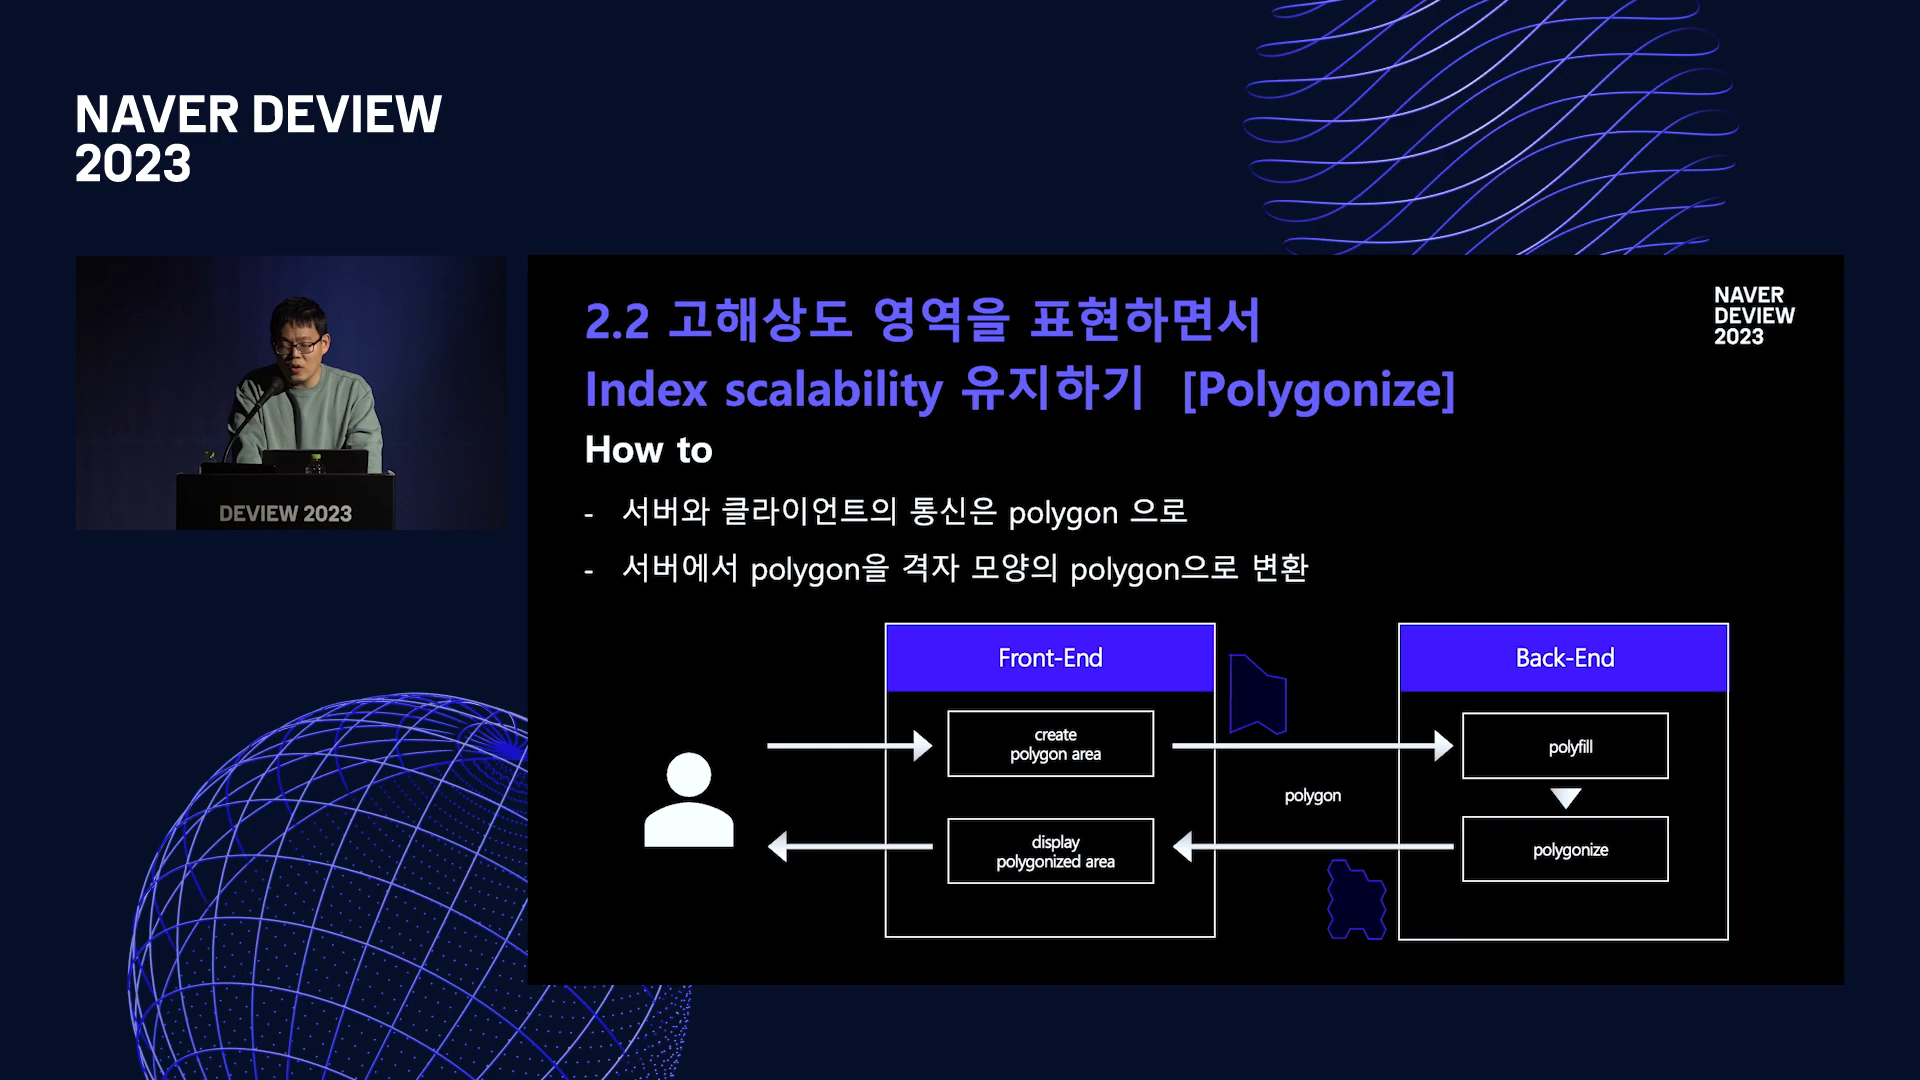 NAVER DEVIEW
2023
DEVIEW 2023
NAVER
DEVIEW
2023
2.2 고해상도 영역을 표현하면서
Index scalability 유지하기 [Polygonize]
How to
- 서버와 클라이언트의 통신은 polygon 으로
- 서버에서 polygon을 격자 모양의 polygon으로 변환
Front-End
create
polygon area
display
polygonized area
polygon
Back-End
polyfill
polygonize